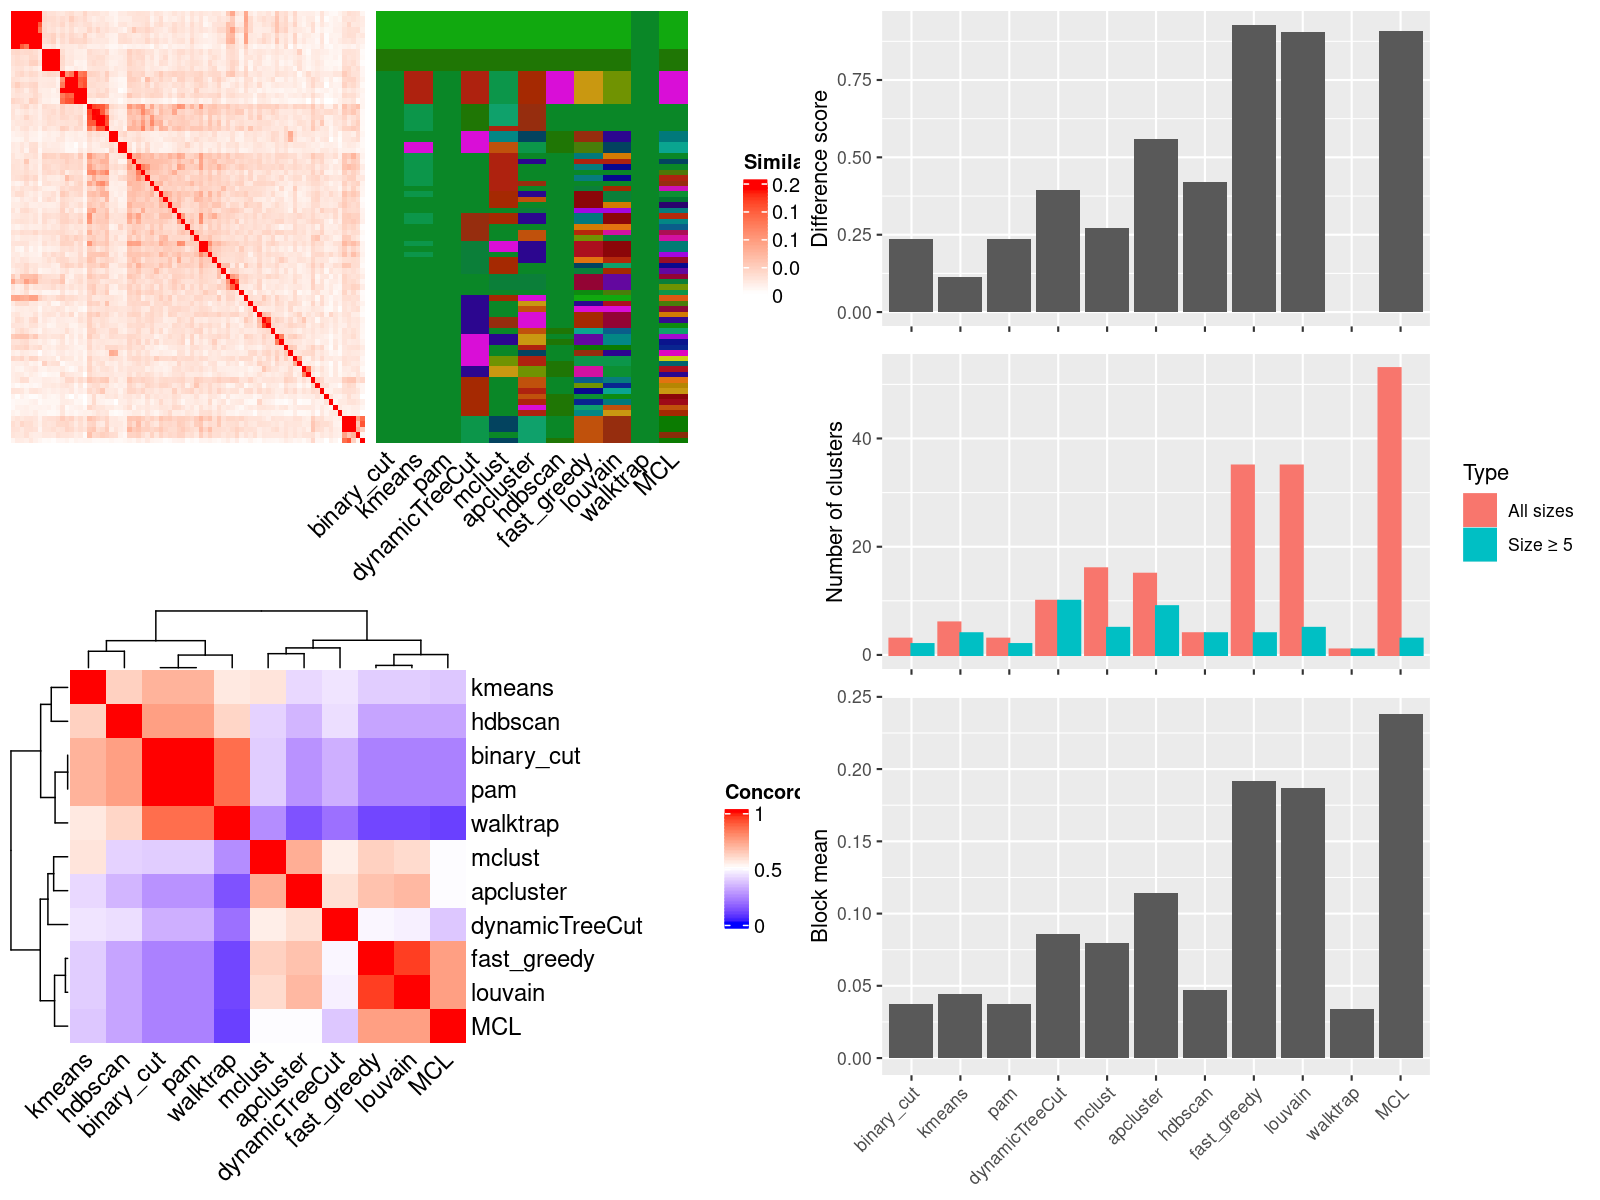 Simila
0.2
0.1
0.1
0.0
0
binary_cut
kmeans
pam
dynamicTreeCut
mclust
apcluster
hdbscan
fast_greedy
louvain
walktrap
MCL
kmeans
hdbscan
binary_cut
pam
walktrap
mclust
apcluster
dynamicTreeCut
fast_greedy
louvain
MCL
kmeans
hdbscan
binary_cut
pam
walktrap
mclust
apcluster
dynamicTreeCut
fast_greedy
louvain
MCL
Concord
1
0.5
0
Difference score
0.75
0.50
0.25
0.00
Number of clusters
40
20
0
Type
All sizes
Size ≥ 5
Block mean
0.25
0.20
0.15
0.10
0.05
0.00
binary_cut
kmeans
pam
dynamicTreeCut
mclust
apcluster
hdbscan
fast_greedy
louvain
walktrap
MCL